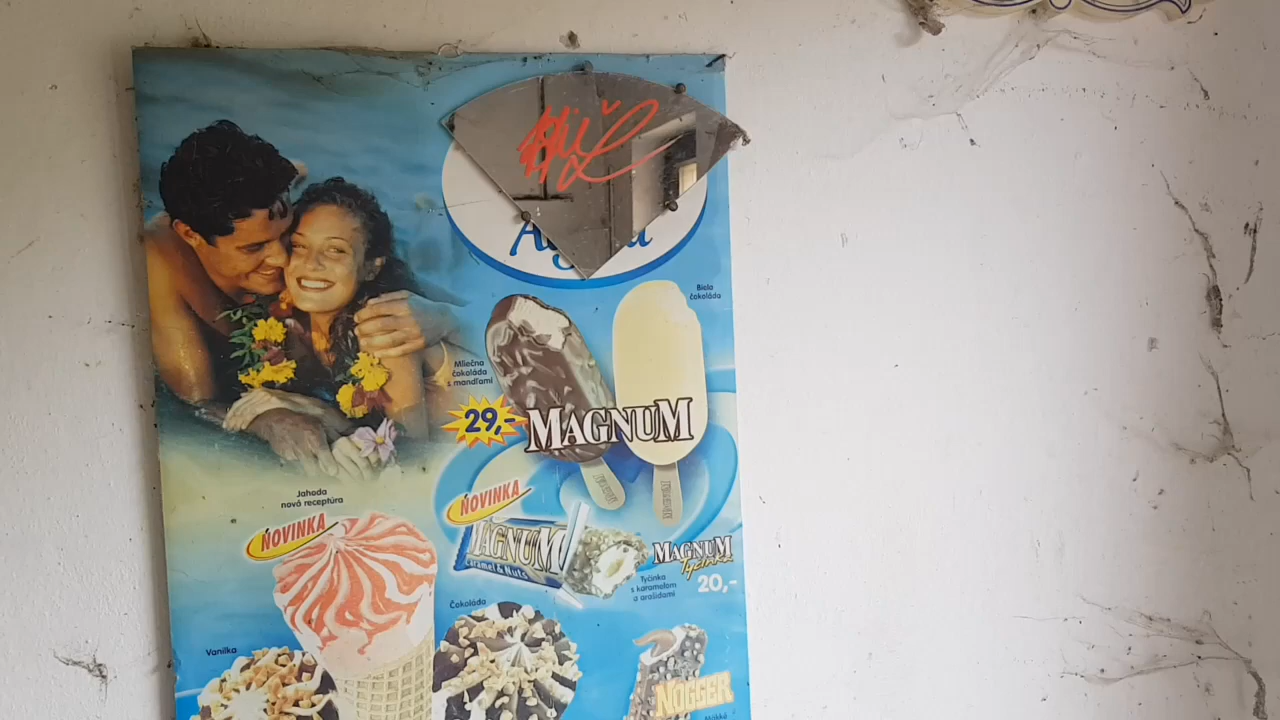 Biela
čokoláda
Mliečna
čokoláda
s mandľami
29,-
MAGNUM
NOVINKA
MAGNUM
Caramel & Nuts
MAGNUM
Tyčinka
Tyčinka
s karamelom
a arašidami
20,-
Jahoda
nová receptúra
NOVINKA
Čokoláda
Vanilka
NOGGER